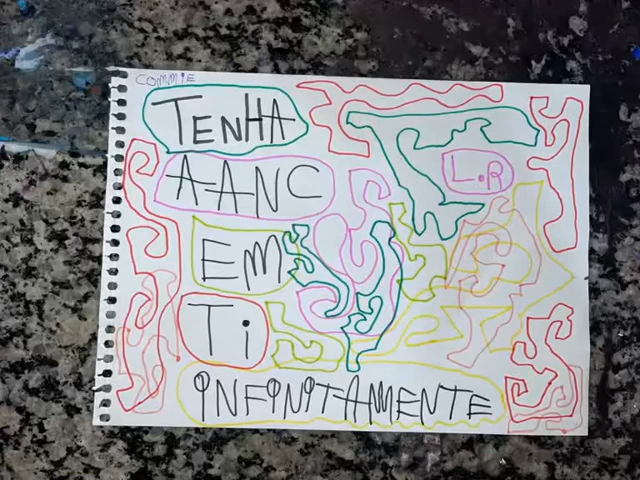 COMMIE
TENHA
L.R
A-ANC
EM
Ti
iNFiNiTAMENTE